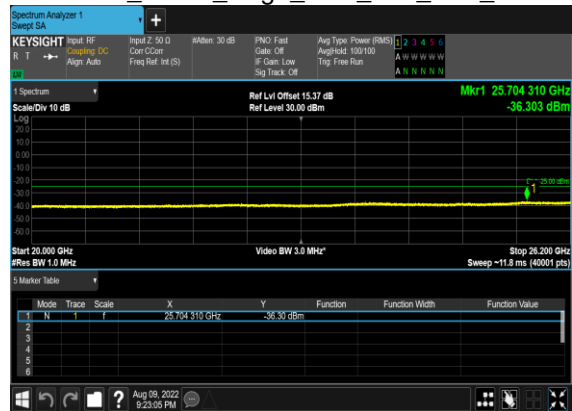 Spectrum Analyzer 1
Swept SA
+
KEYSIGHT Input: RF Input Z: 50 Ω #Atten: 30 dB PNO: Fast Avg Type: Power (RMS) 1 2 3 4 5 6
R T Coupling: DC Corr CCorr Gate: Off Avg|Hold: 100/100 A W W W W W
Align: Auto Freq Ref: Int (S) IF Gain: Low Trig: Free Run
LW Sig Track: Off A N N N N N
1 Spectrum Ref Lvl Offset 15.37 dB Mkr1 25.704 310 GHz
Scale/Div 10 dB Ref Level 30.00 dBm -36.303 dBm
Log
20.0
10.0
0.00
-10.0
-20.0
-25.00 dBm
-30.0
1
-40.0
-50.0
-60.0
Start 20.000 GHz Video BW 3.0 MHz* Stop 26.200 GHz
#Res BW 1.0 MHz Sweep ~11.8 ms (40001 pts)
5 Marker Table
Mode Trace Scale X Y Function Function Width Function Value
1 N 1 f 25.704 310 GHz -36.30 dBm
2
3
4
5
6
? Aug 09, 2022
9:23:05 PM